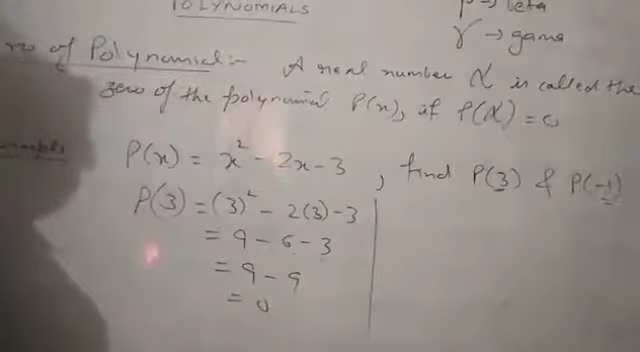 POLYNOMIALS
β → beta
γ → gama
of Polynomial:- A real number α is called the
zero of the polynomial P(x), if P(α) = 0
P(x) = x² - 2x - 3, find P(3) & P(-1)
P(3) = (3)² - 2(3) - 3
= 9 - 6 - 3
= 9 - 9
= 0